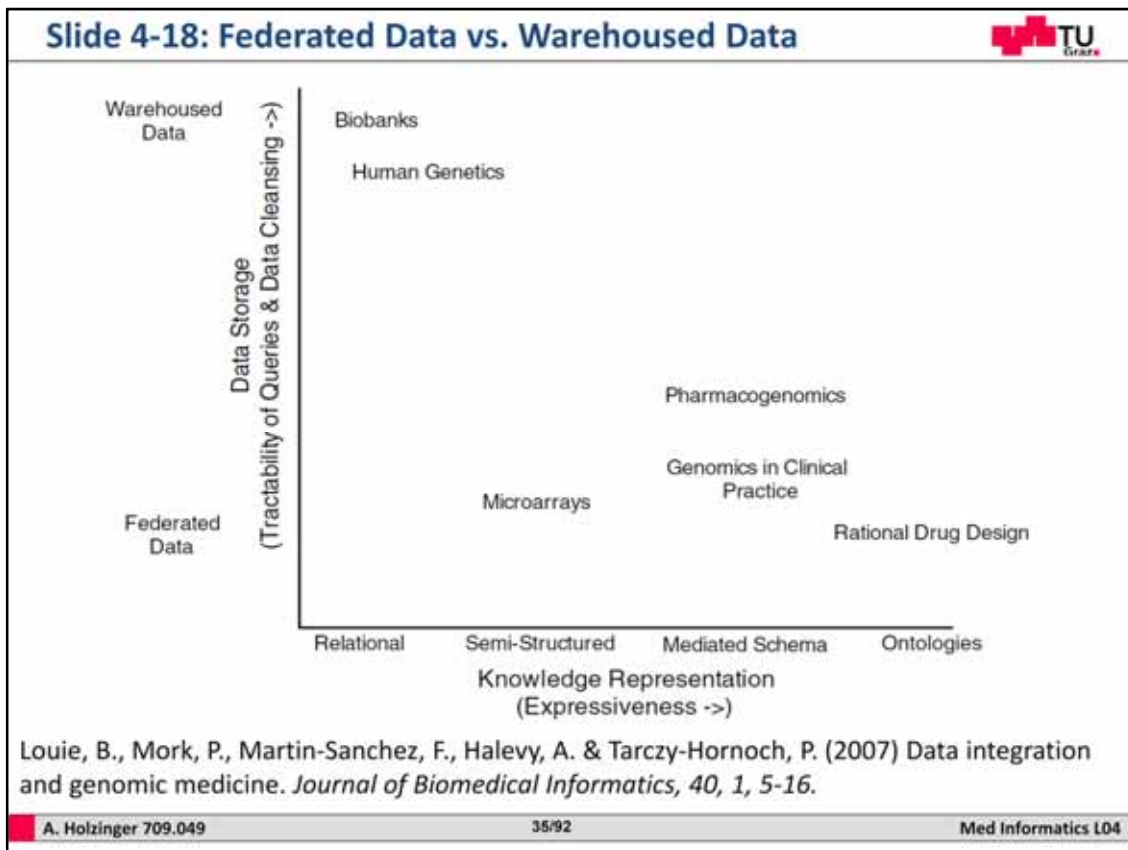 Slide 4-18: Federated Data vs. Warehoused Data
TU
Graz
Warehoused
Data
Biobanks
Human Genetics
Data Storage
(Tractability of Queries & Data Cleansing ->)
Pharmacogenomics
Genomics in Clinical
Practice
Microarrays
Federated
Data
Rational Drug Design
Relational
Semi-Structured
Mediated Schema
Ontologies
Knowledge Representation
(Expressiveness ->)
Louie, B., Mork, P., Martin-Sanchez, F., Halevy, A. & Tarczy-Hornoch, P. (2007) Data integration
and genomic medicine. Journal of Biomedical Informatics, 40, 1, 5-16.
A. Holzinger 709.049
35/92
Med Informatics L04